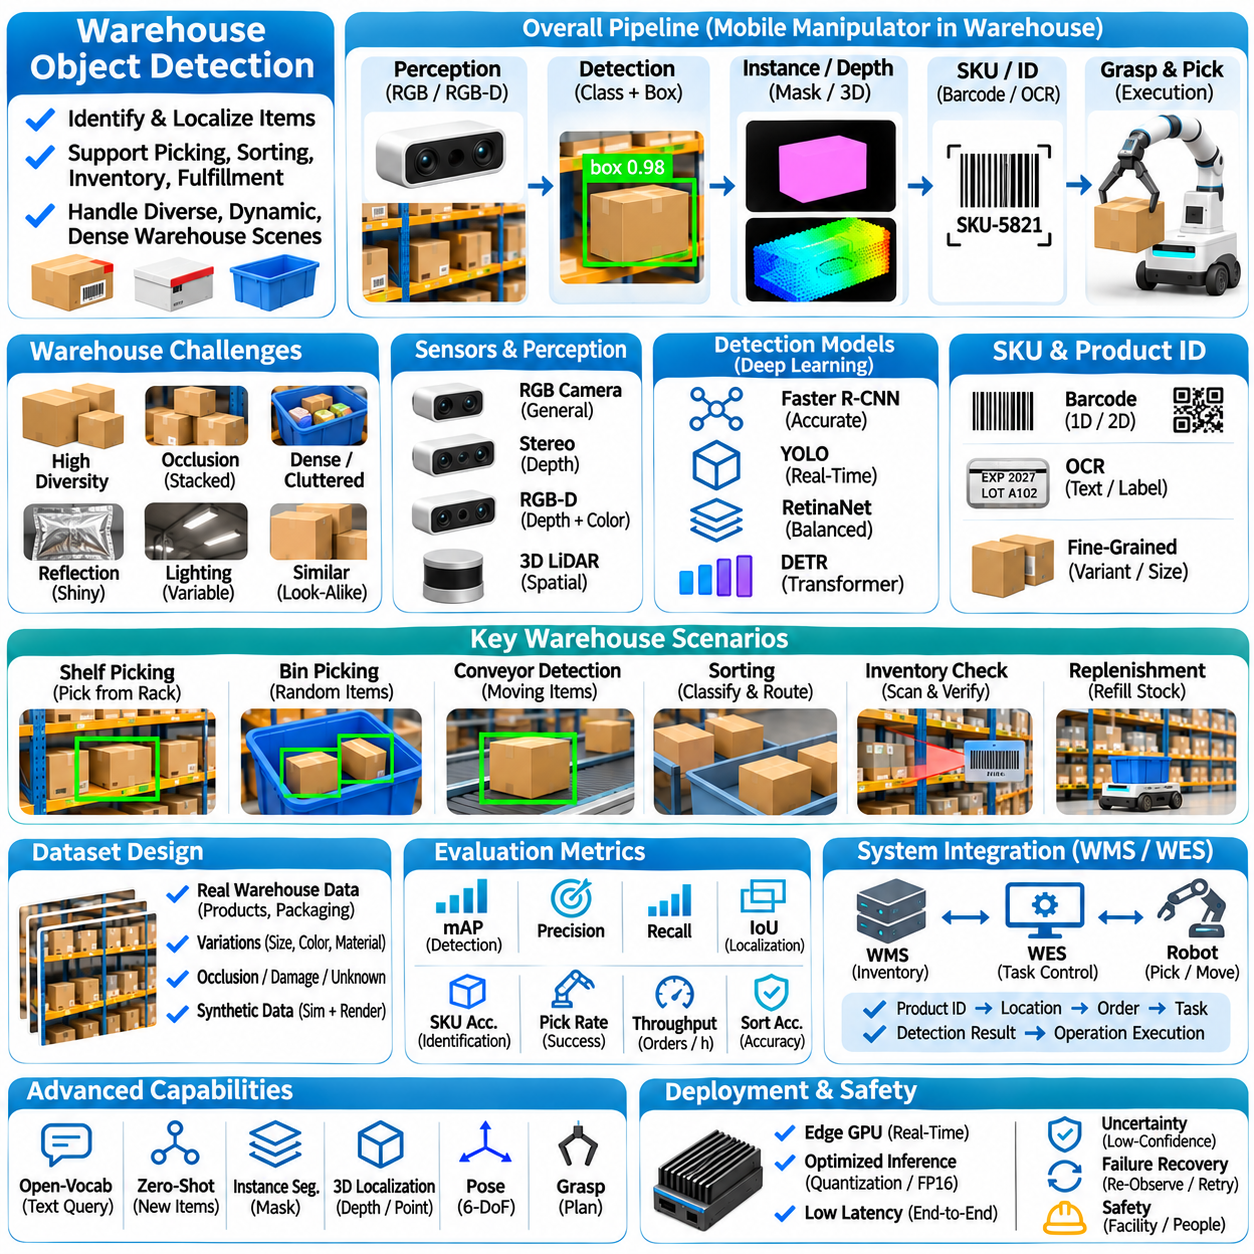 Warehouse
Object Detection
Identify & Localize Items
Support Picking, Sorting,
Inventory, Fulfillment
Handle Diverse, Dynamic,
Dense Warehouse Scenes
Overall Pipeline (Mobile Manipulator in Warehouse)
Perception
(RGB / RGB-D)
Detection
(Class + Box)
box 0.98
Instance / Depth
(Mask / 3D)
SKU / ID
(Barcode / OCR)
SKU-5821
Grasp & Pick
(Execution)
Warehouse Challenges
High
Diversity
Occlusion
(Stacked)
Dense /
Cluttered
Reflection
(Shiny)
Lighting
(Variable)
Similar
(Look-Alike)
Sensors & Perception
RGB Camera
(General)
Stereo
(Depth)
RGB-D
(Depth + Color)
3D LiDAR
(Spatial)
Detection Models
(Deep Learning)
Faster R-CNN
(Accurate)
YOLO
(Real-Time)
RetinaNet
(Balanced)
DETR
(Transformer)
SKU & Product ID
Barcode
(1D / 2D)
EXP 2027
LOT A102
OCR
(Text / Label)
Fine-Grained
(Variant / Size)
Key Warehouse Scenarios
Shelf Picking
(Pick from Rack)
Bin Picking
(Random Items)
Conveyor Detection
(Moving Items)
Sorting
(Classify & Route)
Inventory Check
(Scan & Verify)
Replenishment
(Refill Stock)
Dataset Design
Real Warehouse Data
(Products, Packaging)
Variations (Size, Color, Material)
Occlusion / Damage / Unknown
Synthetic Data (Sim + Render)
Evaluation Metrics
mAP
(Detection)
Precision
Recall
IoU
(Localization)
SKU Acc.
(Identification)
Pick Rate
(Success)
Throughput
(Orders / h)
Sort Acc.
(Accuracy)
System Integration (WMS / WES)
WMS
(Inventory)
WES
(Task Control)
Robot
(Pick / Move)
Product ID → Location → Order → Task
Detection Result → Operation Execution
Advanced Capabilities
Open-Vocab
(Text Query)
Zero-Shot
(New Items)
Instance Seg.
(Mask)
3D Localization
(Depth / Point)
Pose
(6-DoF)
Grasp
(Plan)
Deployment & Safety
Edge GPU (Real-Time)
Optimized Inference
(Quantization / FP16)
Low Latency (End-to-End)
Uncertainty
(Low-Confidence)
Failure Recovery
(Re-Observe / Retry)
Safety
(Facility / People)